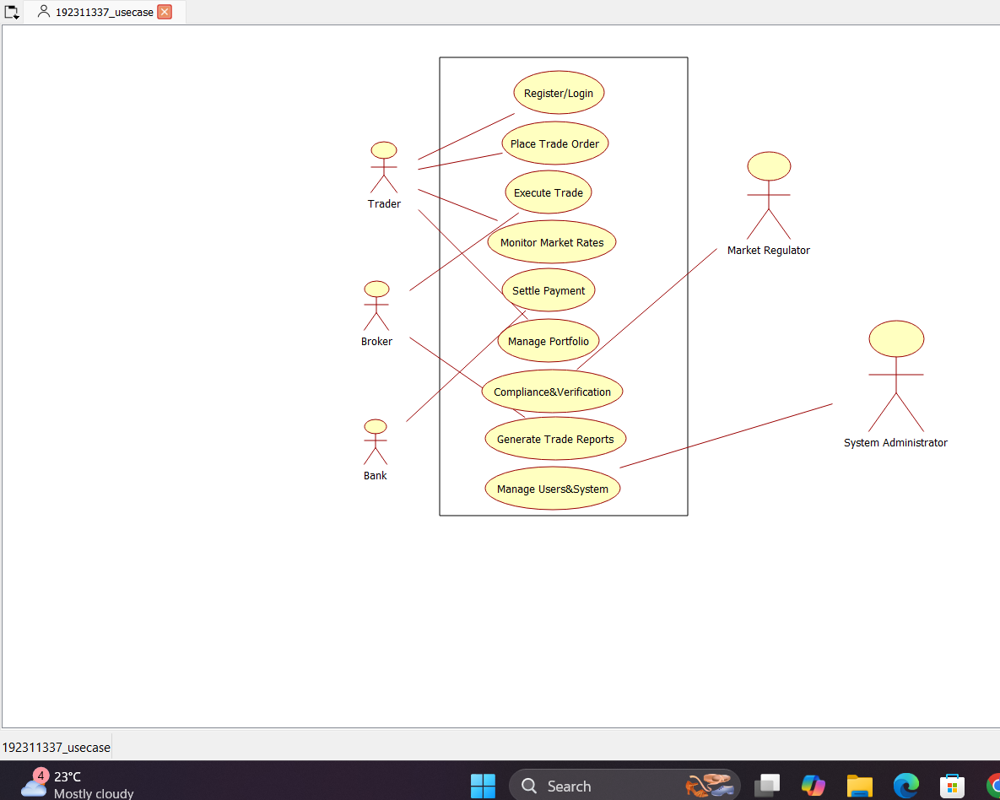 192311337_usecase
Register/Login
Place Trade Order
Execute Trade
Monitor Market Rates
Settle Payment
Manage Portfolio
Compliance&Verification
Generate Trade Reports
Manage Users&System
Trader
Broker
Bank
Market Regulator
System Administrator
192311337_usecase
4
23°C
Mostly cloudy
Search